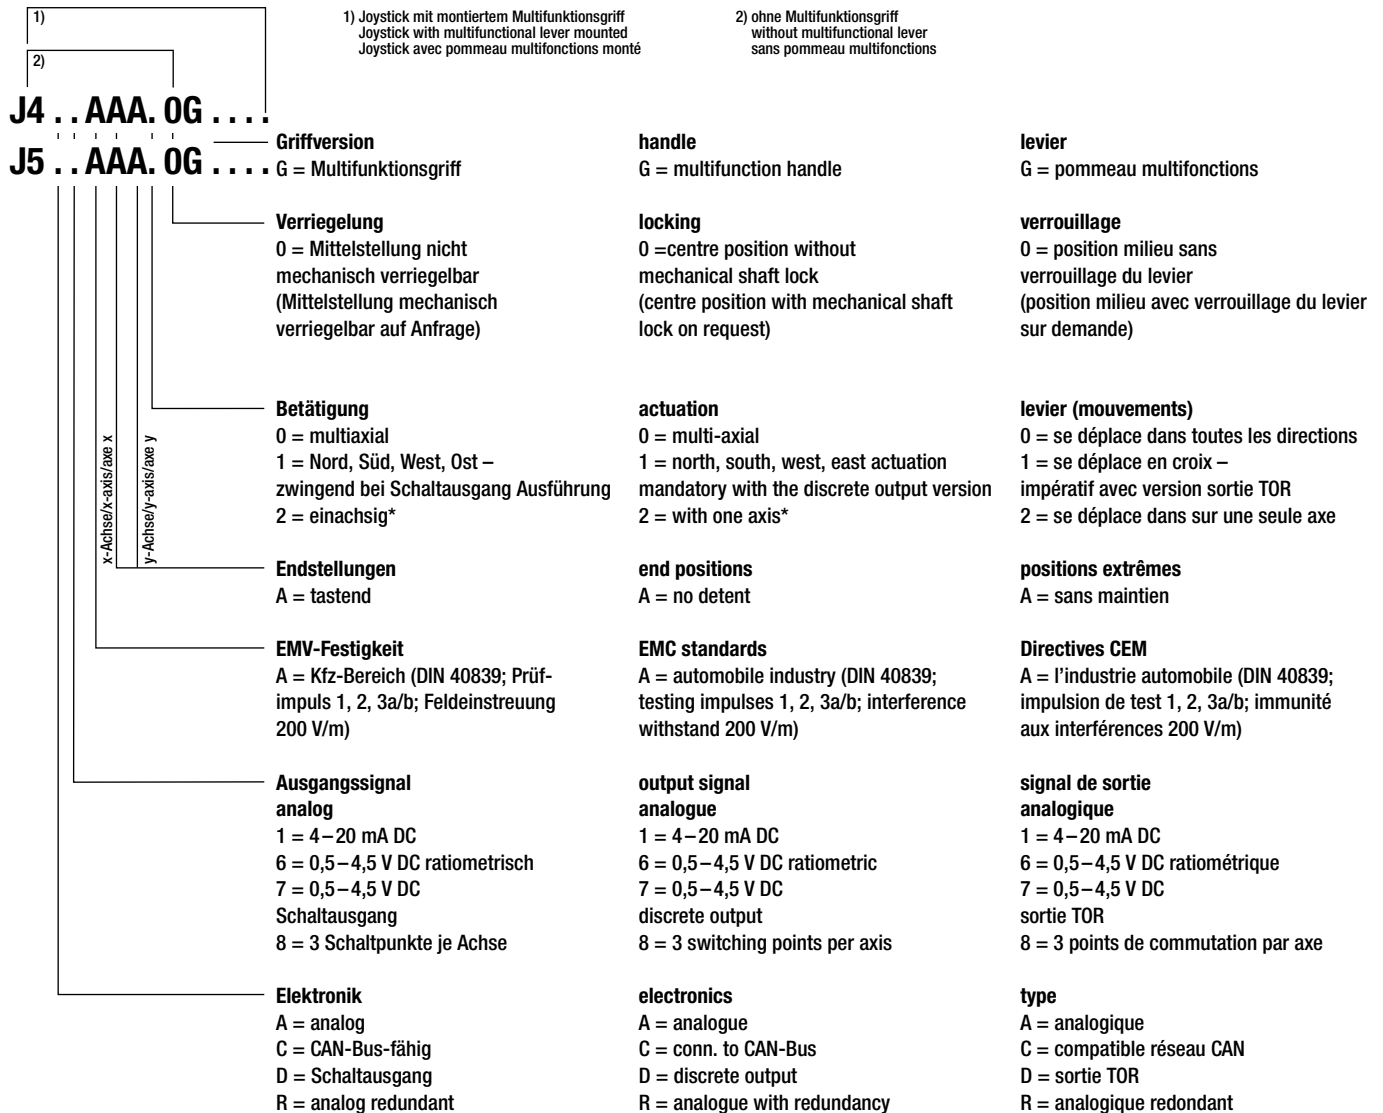 1)
1) Joystick mit montiertem Multifunktionsgriff
Joystick with multifunctional lever mounted
Joystick avec pommeau multifonctions monté
2) ohne Multifunktionsgriff
without multifunctional lever
sans pommeau multifonctions
2)
J4 . . AAA. 0G . . . .
J5 . . AAA. 0G . . . .
Griffversion
G = Multifunktionsgriff
handle
G = multifunction handle
levier
G = pommeau multifonctions
Verriegelung
0 = Mittelstellung nicht
mechanisch verriegelbar
(Mittelstellung mechanisch
verriegelbar auf Anfrage)
locking
0 =centre position without
mechanical shaft lock
(centre position with mechanical shaft
lock on request)
verrouillage
0 = position milieu sans
verrouillage du levier
(position milieu avec verrouillage du levier
sur demande)
x-Achse/x-axis/axe x
y-Achse/y-axis/axe y
Betätigung
0 = multiaxial
1 = Nord, Süd, West, Ost –
zwingend bei Schaltausgang Ausführung
2 = einachsig*
actuation
0 = multi-axial
1 = north, south, west, east actuation
mandatory with the discrete output version
2 = with one axis*
levier (mouvements)
0 = se déplace dans toutes les directions
1 = se déplace en croix –
impératif avec version sortie TOR
2 = se déplace dans sur une seule axe
Endstellungen
A = tastend
end positions
A = no detent
positions extrêmes
A = sans maintien
EMV-Festigkeit
A = Kfz-Bereich (DIN 40839; Prüf-
impuls 1, 2, 3a/b; Feldeinstreuung
200 V/m)
EMC standards
A = automobile industry (DIN 40839;
testing impulses 1, 2, 3a/b; interference
withstand 200 V/m)
Directives CEM
A = l’industrie automobile (DIN 40839;
impulsion de test 1, 2, 3a/b; immunité
aux interférences 200 V/m)
Ausgangssignal
analog
1 = 4–20 mA DC
6 = 0,5–4,5 V DC ratiometrisch
7 = 0,5–4,5 V DC
Schaltausgang
8 = 3 Schaltpunkte je Achse
output signal
analogue
1 = 4–20 mA DC
6 = 0,5–4,5 V DC ratiometric
7 = 0,5–4,5 V DC
discrete output
8 = 3 switching points per axis
signal de sortie
analogique
1 = 4–20 mA DC
6 = 0,5–4,5 V DC ratiométrique
7 = 0,5–4,5 V DC
sortie TOR
8 = 3 points de commutation par axe
Elektronik
A = analog
C = CAN-Bus-fähig
D = Schaltausgang
R = analog redundant
electronics
A = analogue
C = conn. to CAN-Bus
D = discrete output
R = analogue with redundancy
type
A = analogique
C = compatible réseau CAN
D = sortie TOR
R = analogique redondant